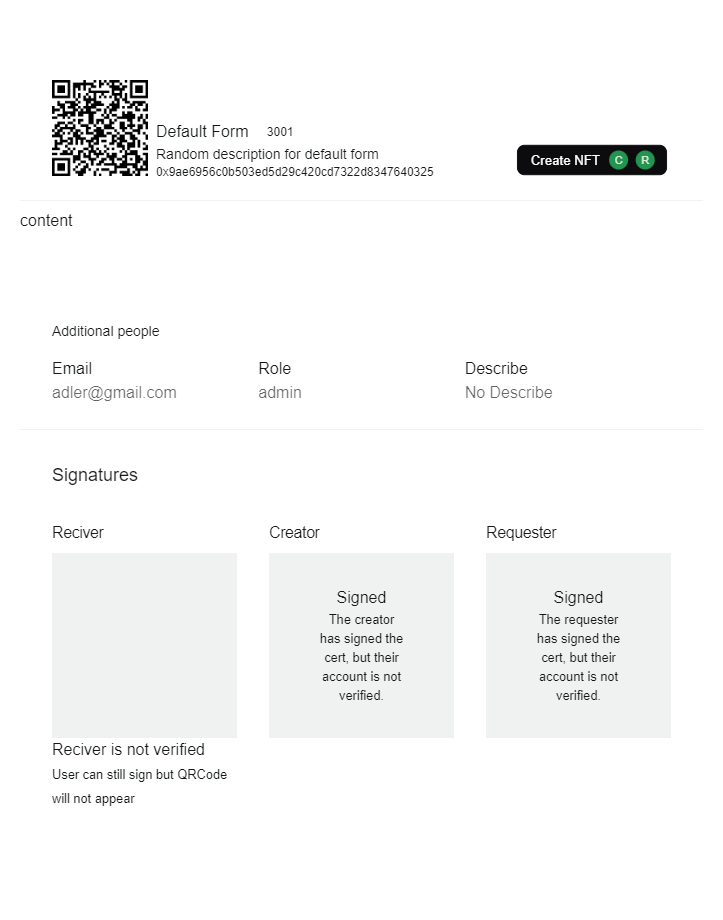 Default Form 3001
Random description for default form
0x9ae6956c0b503ed5d29c420cd7322d8347640325
Create NFT C R
content
Additional people
Email Role Describe
adler@gmail.com admin No Describe
Signatures
Reciver Creator Requester
Signed
The creator
has signed the
cert, but their
account is not
verified.
Signed
The requester
has signed the
cert, but their
account is not
verified.
Reciver is not verified
User can still sign but QRCode
will not appear